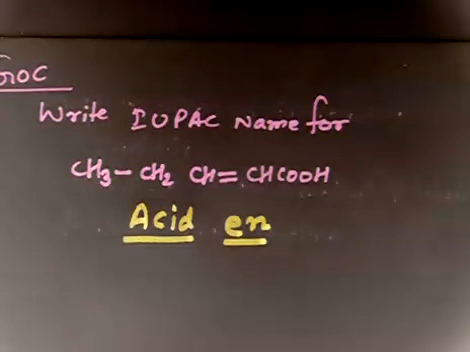 GOC
Write IUPAC Name for
CH₃- CH₂ CH= CHCOOH
Acid en